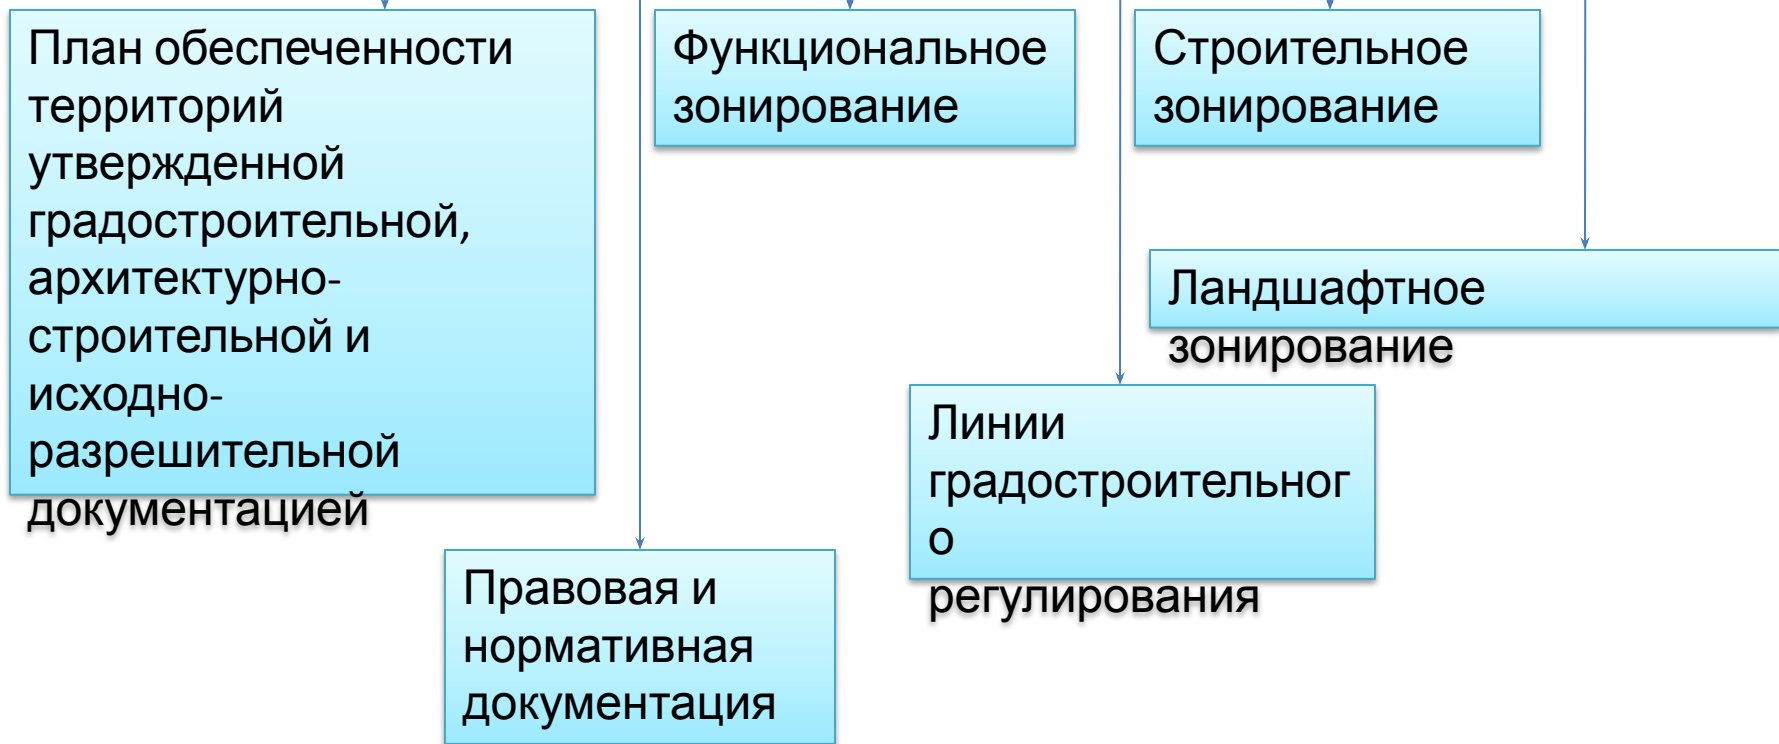 План обеспеченности
территорий
утвержденной
градостроительной,
архитектурно-
строительной и
исходно-
разрешительной
документацией
Функциональное
зонирование
Строительное
зонирование
Ландшафтное
зонирование
Линии
градостроительног
о
регулирования
Правовая и
нормативная
документация